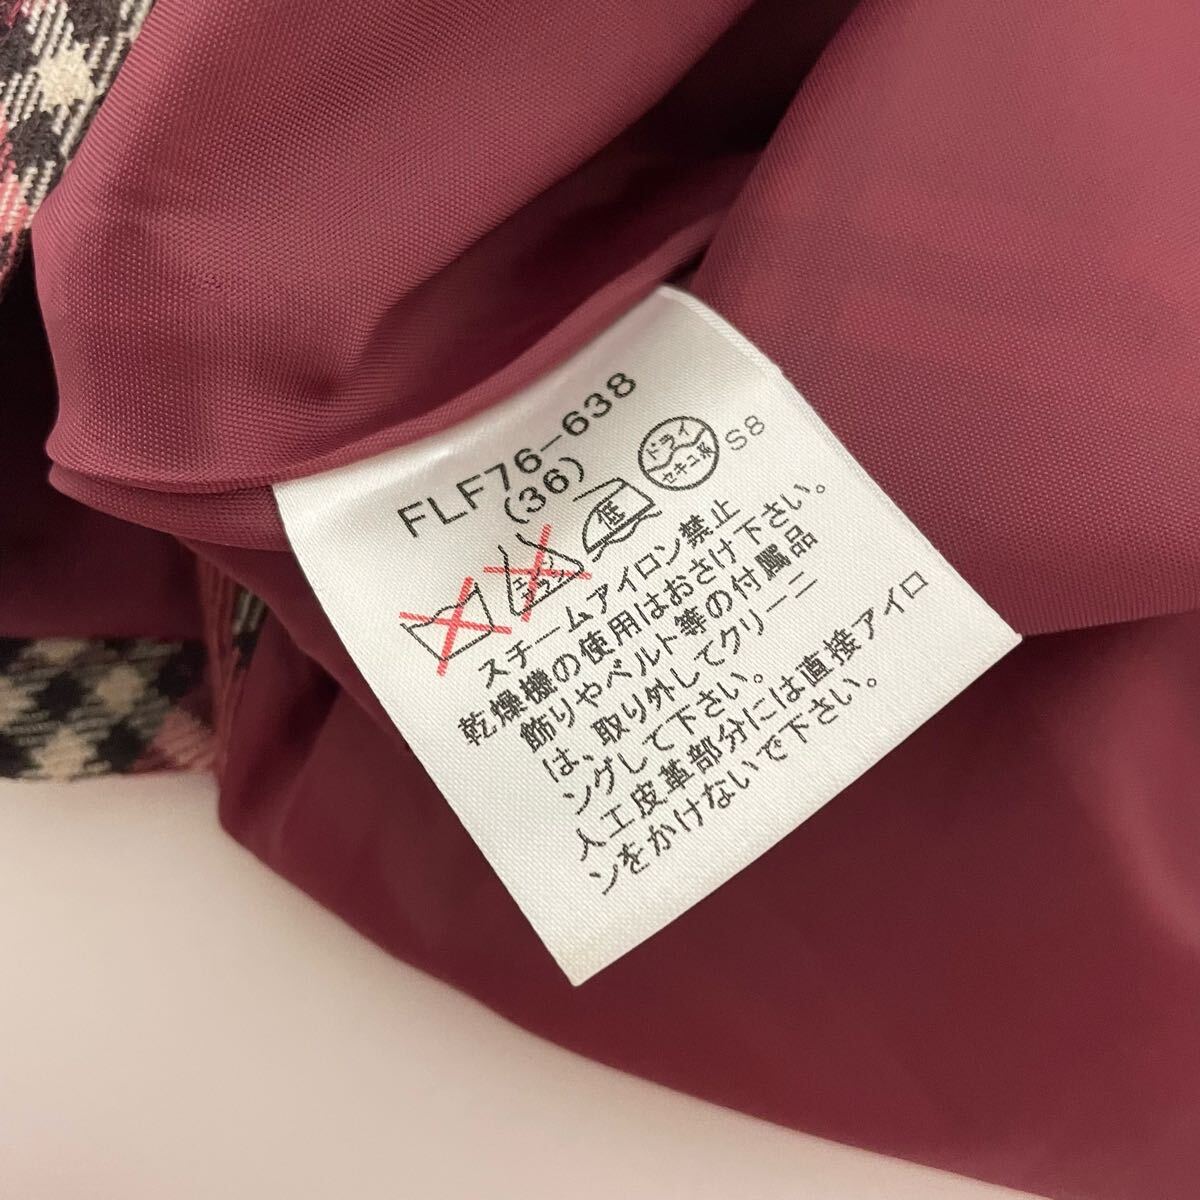 FLF76-638
(36)
エンソ
サラシ
低
ドライ
セキユ系
S8
スチームアイロン禁止
乾燥機の使用はおさけ下さい。
飾りやベルト等の付属品
は、取り外してクリーニ
ングして下さい。
人工皮革部分には直接アイロ
ンをかけないで下さい。